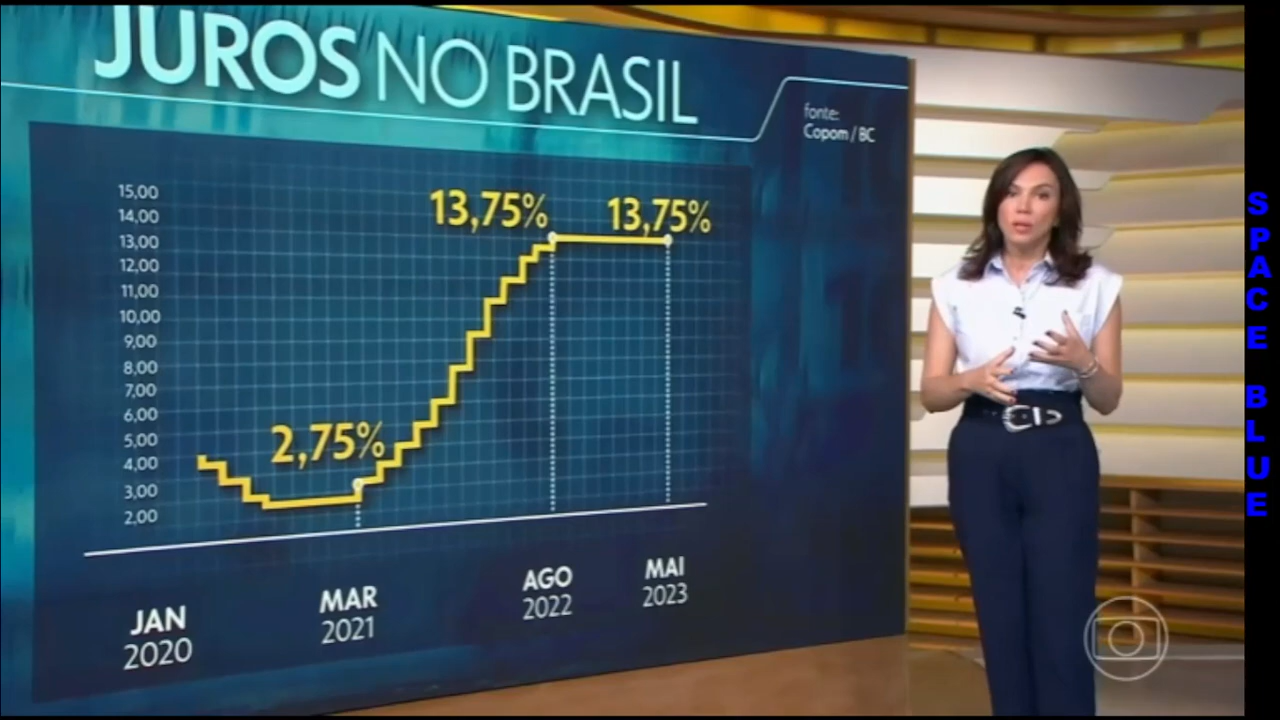 JUROS NO BRASIL
fonte:
Copom / BC
15,00
14,00
13,00
12,00
11,00
10,00
9,00
8,00
7,00
6,00
5,00
4,00
3,00
2,00
13,75%
13,75%
2,75%
JAN
2020
MAR
2021
AGO
2022
MAI
2023
SPACE BLUE